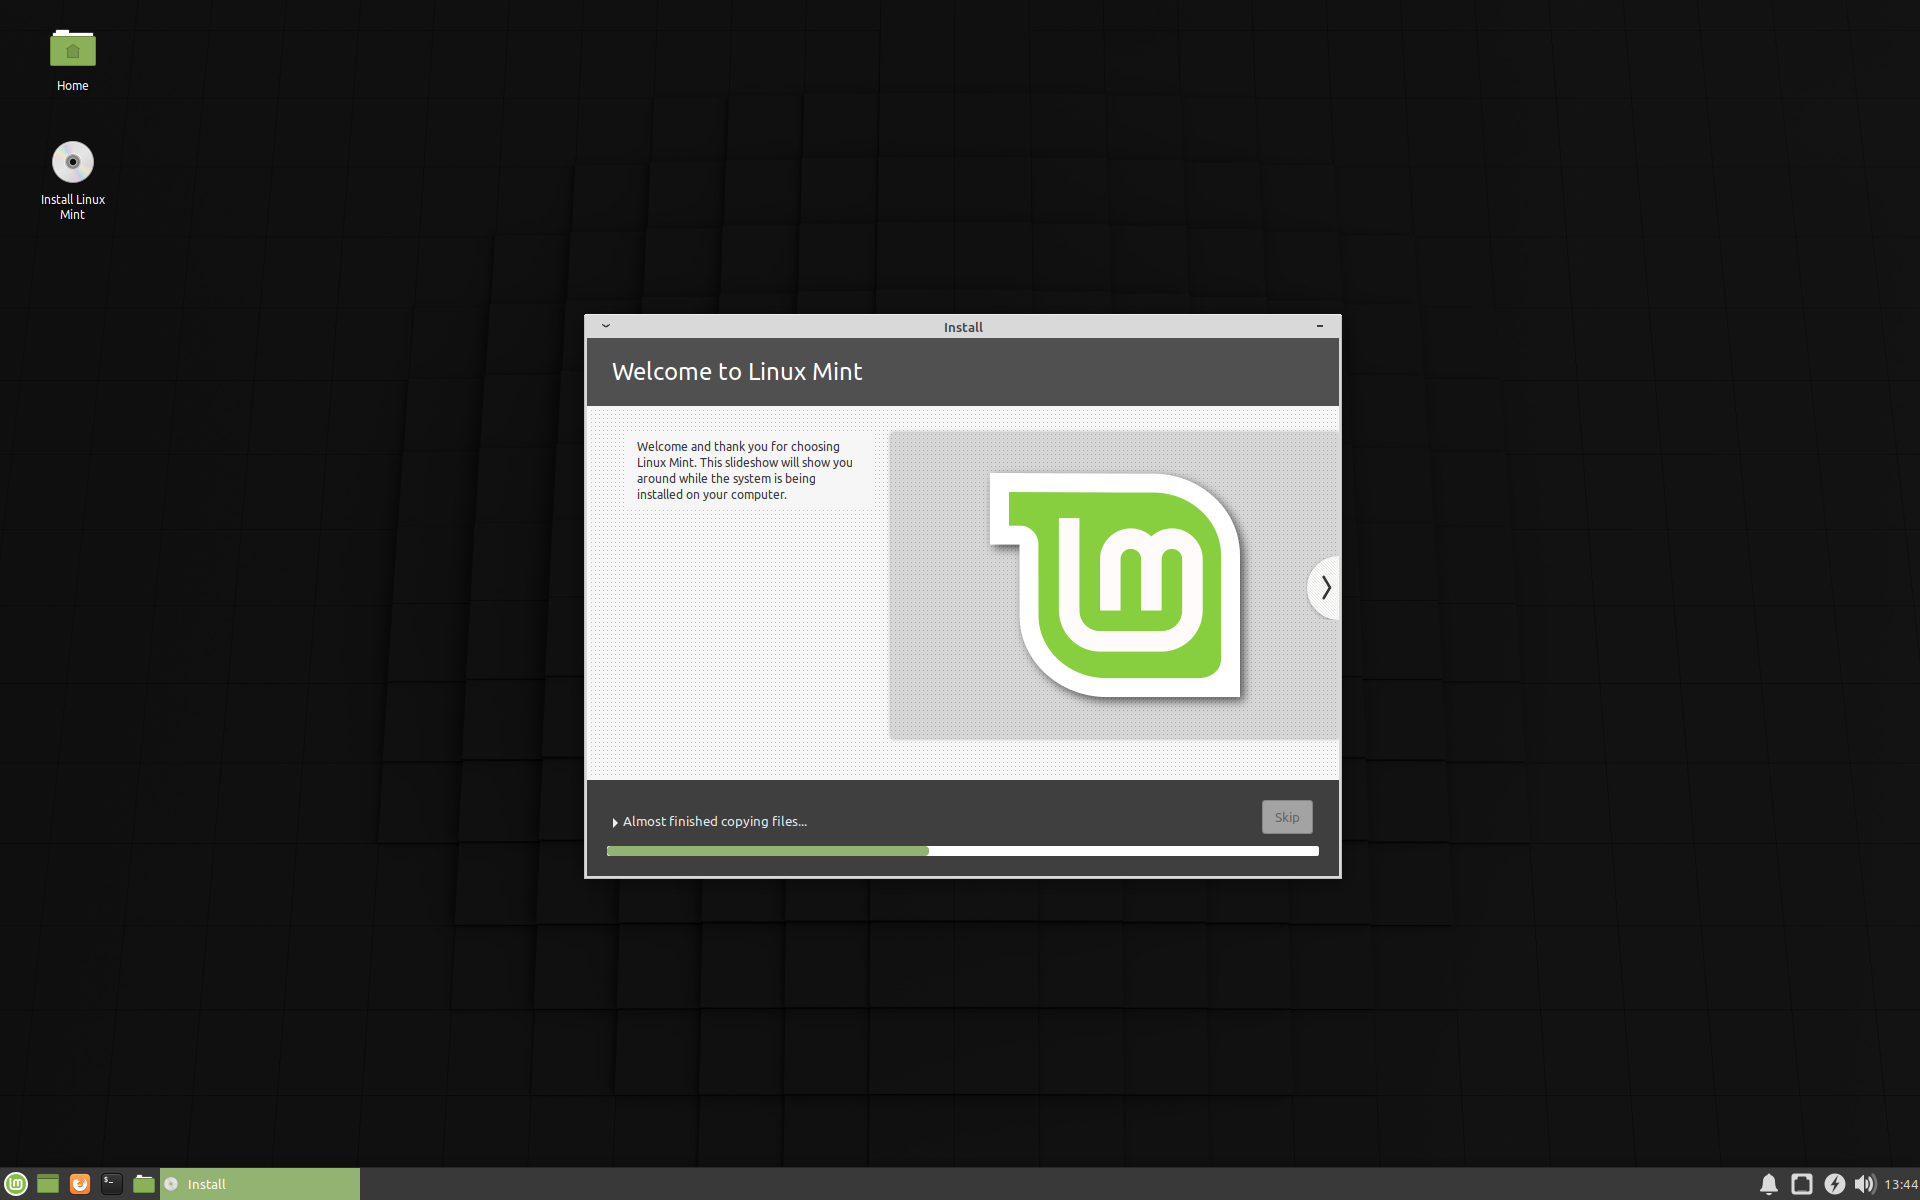 Home
Install Linux
Mint
Install
Welcome to Linux Mint
Welcome and thank you for choosing
Linux Mint. This slideshow will show you
around while the system is being
installed on your computer.
Almost finished copying files...
Skip
Install
13:44